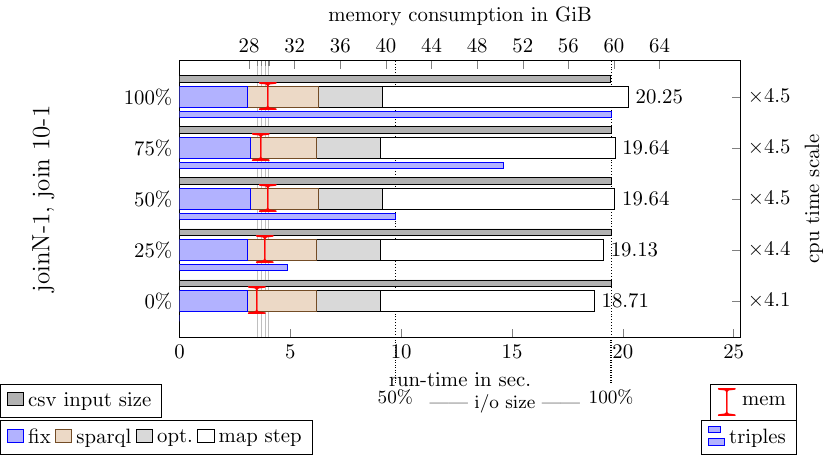 memory consumption in GiB
28 32 36 40 44 48 52 56 60 64
joinN-1, join 10-1
100% 20.25 ×4.5
75% 19.64 ×4.5
50% 19.64 ×4.5
25% 19.13 ×4.4
0% 18.71 ×4.1
cpu time scale
0 5 10 15 20 25
run-time in sec.
50% i/o size 100%
csv input size
mem
fix sparql opt. map step
triples